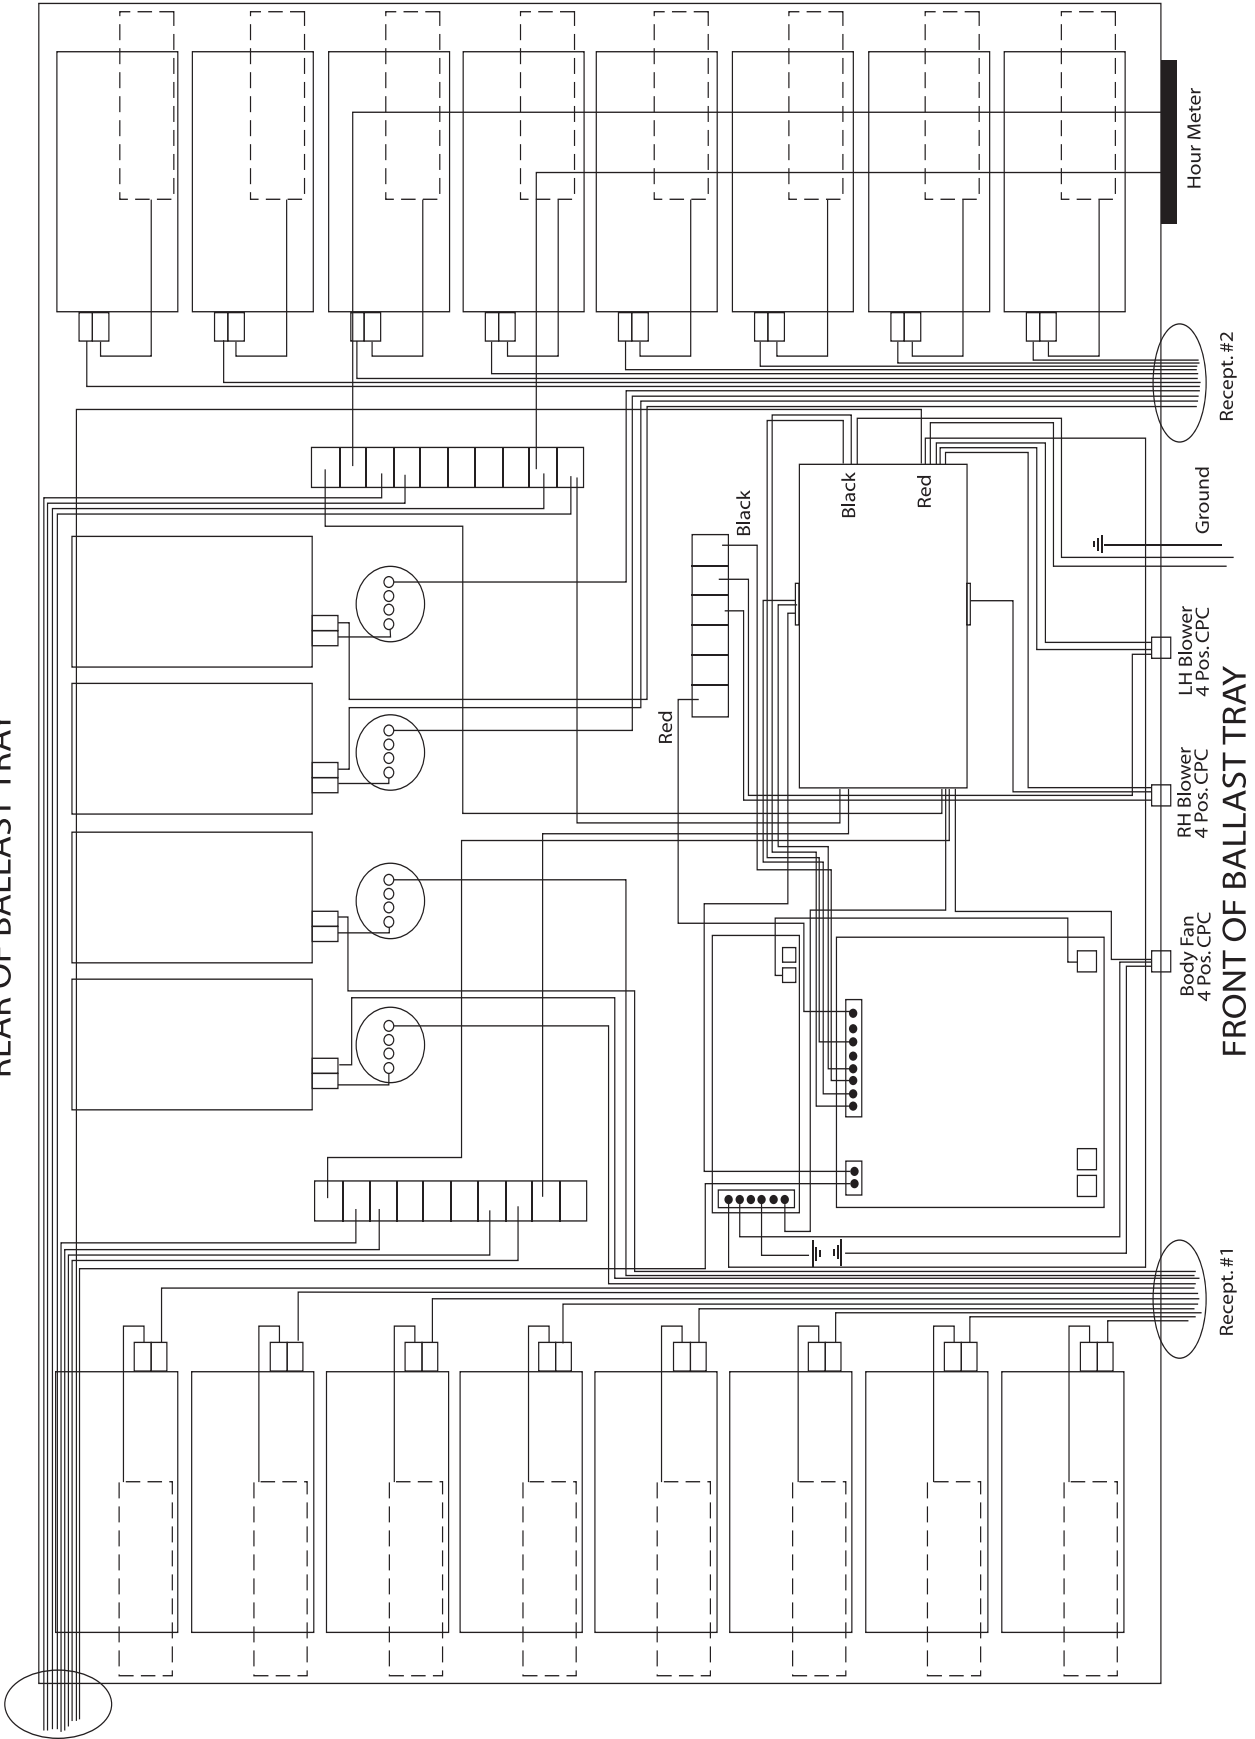 REAR OF BALLAST TRAY
Hour Meter
Recept. #2
Black
Red
Black
Red
Ground
LH Blower
4 Pos. CPC
RH Blower
4 Pos. CPC
Body Fan
4 Pos. CPC
Recept. #1
FRONT OF BALLAST TRAY